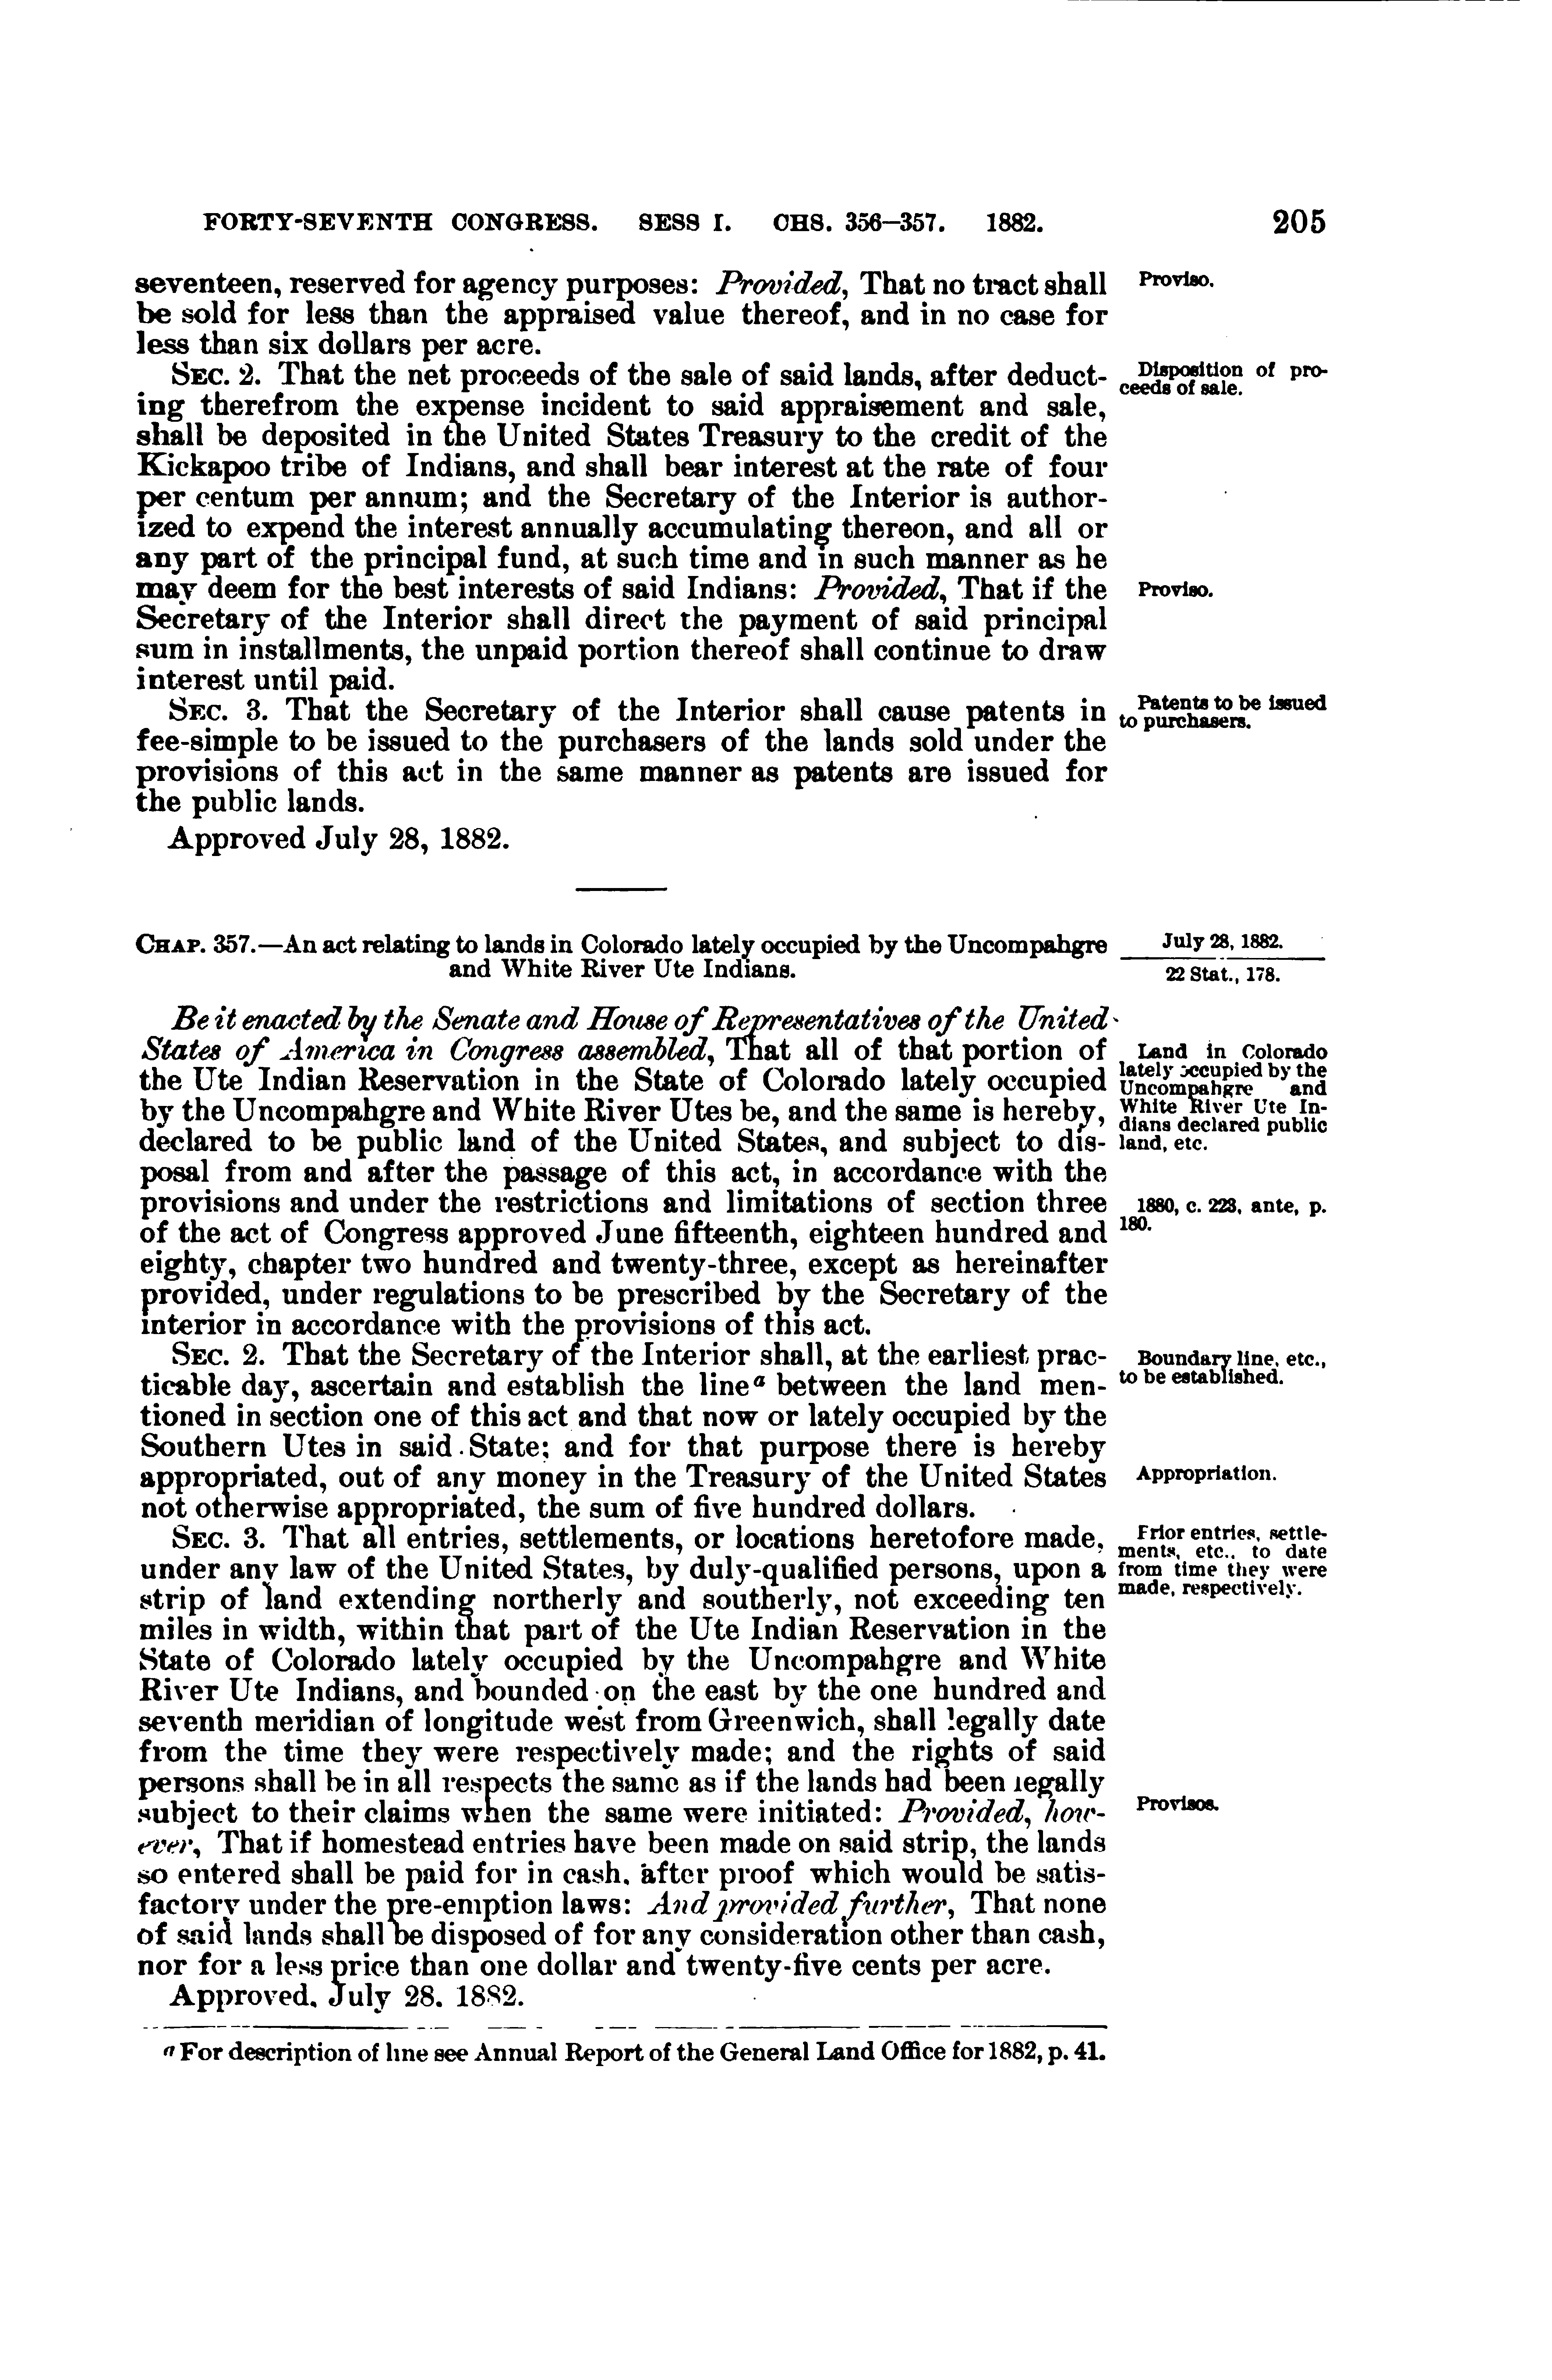 FORTY-SEVENTH CONGRESS. SESS I. CHS. 356–357. 1882. 205
seventeen, reserved for agency purposes: Provided, That no tract shall
be sold for less than the appraised value thereof, and in no case for
less than six dollars per acre.
Proviso.
SEC. 2. That the net proceeds of the sale of said lands, after deduct-
ing therefrom the expense incident to said appraisement and sale,
shall be deposited in the United States Treasury to the credit of the
Kickapoo tribe of Indians, and shall bear interest at the rate of four
per centum per annum; and the Secretary of the Interior is author-
ized to expend the interest annually accumulating thereon, and all or
any part of the principal fund, at such time and in such manner as he
may deem for the best interests of said Indians: Provided, That if the
Secretary of the Interior shall direct the payment of said principal
sum in installments, the unpaid portion thereof shall continue to draw
interest until paid.
Disposition of pro-
ceeds of sale.
Proviso.
SEC. 3. That the Secretary of the Interior shall cause patents in
fee-simple to be issued to the purchasers of the lands sold under the
provisions of this act in the same manner as patents are issued for
the public lands.
Patents to be issued
to purchasers.
Approved July 28, 1882.
CHAP. 357.—An act relating to lands in Colorado lately occupied by the Uncompahgre
and White River Ute Indians.
July 28, 1882.
22 Stat., 178.
Be it enacted by the Senate and House of Representatives of the United
States of America in Congress assembled, That all of that portion of
the Ute Indian Reservation in the State of Colorado lately occupied
by the Uncompahgre and White River Utes be, and the same is hereby,
declared to be public land of the United States, and subject to dis-
posal from and after the passage of this act, in accordance with the
provisions and under the restrictions and limitations of section three
of the act of Congress approved June fifteenth, eighteen hundred and
eighty, chapter two hundred and twenty-three, except as hereinafter
provided, under regulations to be prescribed by the Secretary of the
interior in accordance with the provisions of this act.
Land in Colorado
lately occupied by the
Uncompahgre and
White River Ute In-
dians declared public
land, etc.
1880, c. 223, ante, p.
180.
SEC. 2. That the Secretary of the Interior shall, at the earliest prac-
ticable day, ascertain and establish the line a between the land men-
tioned in section one of this act and that now or lately occupied by the
Southern Utes in said State; and for that purpose there is hereby
appropriated, out of any money in the Treasury of the United States
not otherwise appropriated, the sum of five hundred dollars.
Boundary line, etc.,
to be established.
Appropriation.
SEC. 3. That all entries, settlements, or locations heretofore made,
under any law of the United States, by duly-qualified persons, upon a
strip of land extending northerly and southerly, not exceeding ten
miles in width, within that part of the Ute Indian Reservation in the
State of Colorado lately occupied by the Uncompahgre and White
River Ute Indians, and bounded on the east by the one hundred and
seventh meridian of longitude west from Greenwich, shall legally date
from the time they were respectively made; and the rights of said
persons shall be in all respects the same as if the lands had been legally
subject to their claims when the same were initiated: Provided, how-
ever, That if homestead entries have been made on said strip, the lands
so entered shall be paid for in cash, after proof which would be satis-
factory under the pre-emption laws: And provided further, That none
of said lands shall be disposed of for any consideration other than cash,
nor for a less price than one dollar and twenty-five cents per acre.
Prior entries, settle-
ments, etc., to date
from time they were
made, respectively.
Provisos.
Approved, July 28, 1882.
a For description of line see Annual Report of the General Land Office for 1882, p. 41.